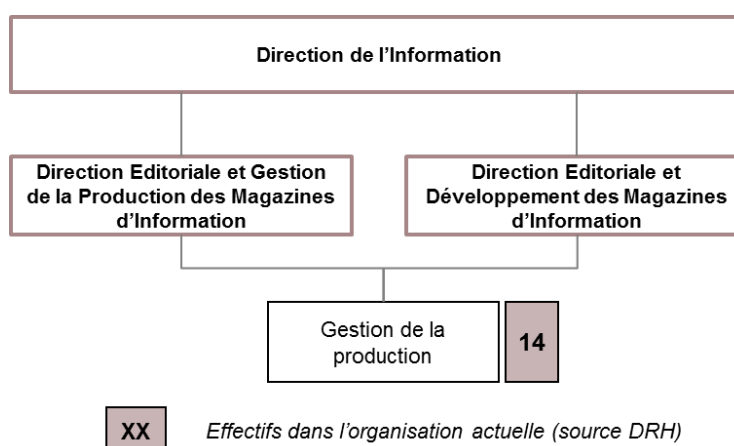 Direction de l'Information
Direction Editoriale et Gestion
de la Production des Magazines
d'Information
Direction Editoriale et
Développement des Magazines
d'Information
Gestion de la
production
14
XX
Effectifs dans l'organisation actuelle (source DRH)